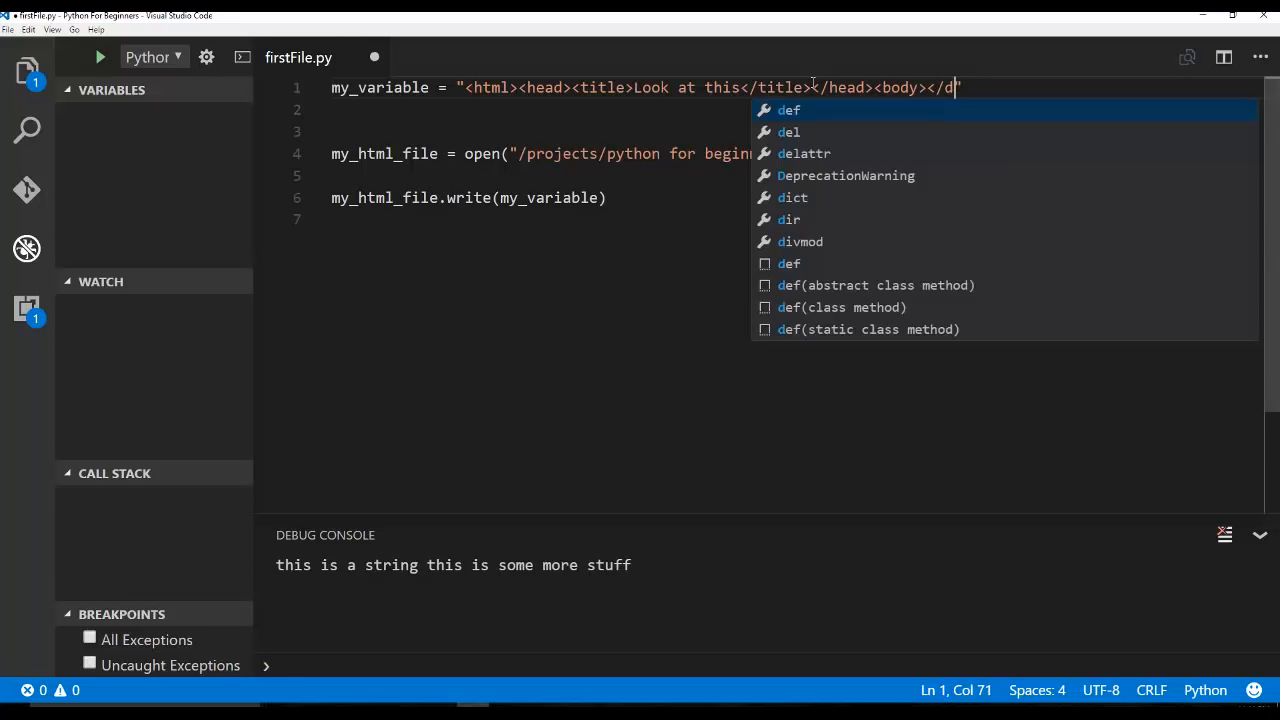 ● firstFile.py - Python For Beginners - Visual Studio Code
File Edit View Go Help
Python
firstFile.py
VARIABLES
WATCH
CALL STACK
BREAKPOINTS
All Exceptions
Uncaught Exceptions
1
1
1 my_variable = "<html><head><title>Look at this</title></head><body></d"
2
3
4 my_html_file = open("/projects/python for beginn
5
6 my_html_file.write(my_variable)
7
def
del
delattr
DeprecationWarning
dict
dir
divmod
def
def(abstract class method)
def(class method)
def(static class method)
DEBUG CONSOLE
this is a string this is some more stuff
0 0
Ln 1, Col 71 Spaces: 4 UTF-8 CRLF Python